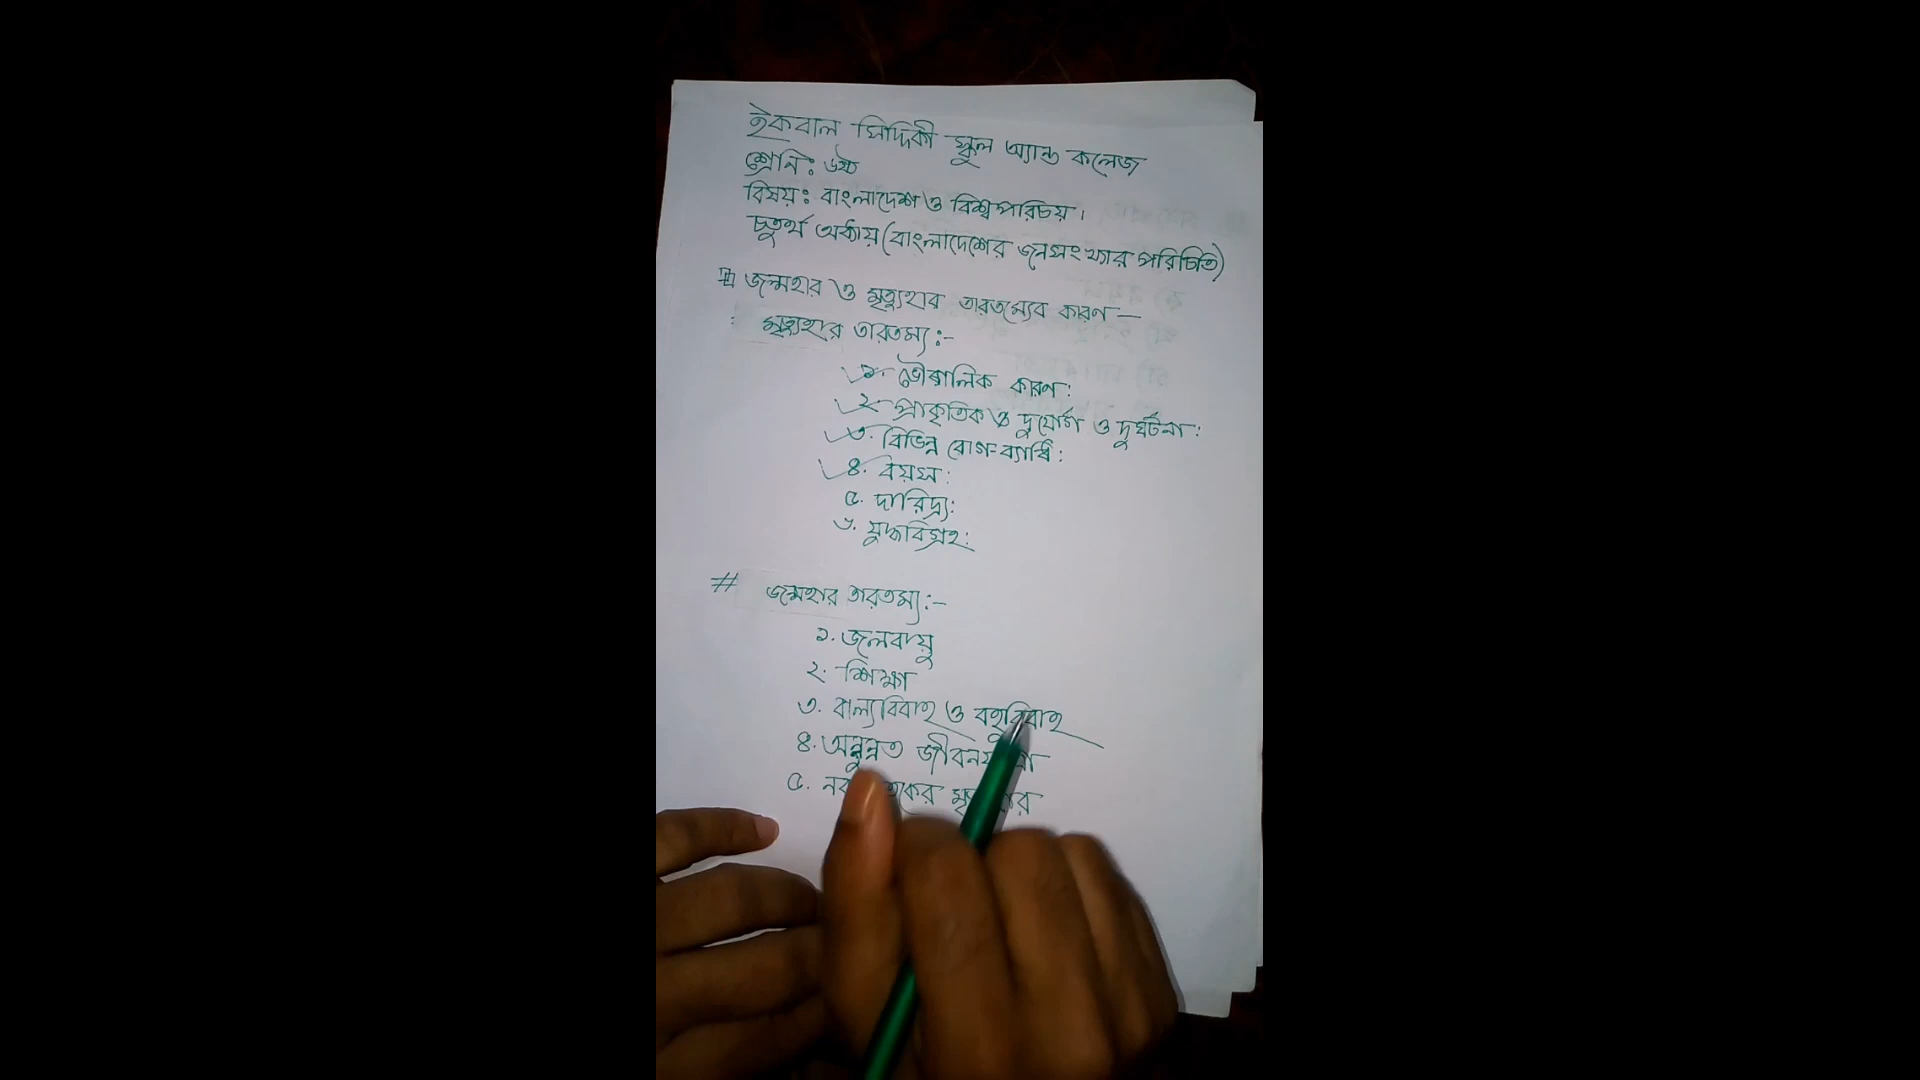 ইকবাল সিদ্দিকী স্কুল অ্যান্ড কলেজ
শ্রেনি: ৬ষ্ঠ
বিষয়: বাংলাদেশ ও বিশ্বপরিচয়।
চতুর্থ অধ্যায় (বাংলাদেশের জনসংখ্যার পরিচিতি)
# জন্মহার ও মৃত্যুহার তারতম্যের কারণ —
মৃত্যুহার তারতম্য :-
১. ভৌগলিক কারণ:
২. প্রাকৃতিক ও দুযোর্গ ও দুর্ঘটনা:
৩. বিভিন্ন রোগ-ব্যাধি:
৪. বয়স:
৫. দারিদ্র্য:
৬. যুদ্ধবিগ্রহ:
# জন্মহার তারতম্য:-
১. জলবায়ু
২. শিক্ষা
৩. বাল্যবিবাহ ও বহুবিবাহ
৪. অনুন্নত
৫.